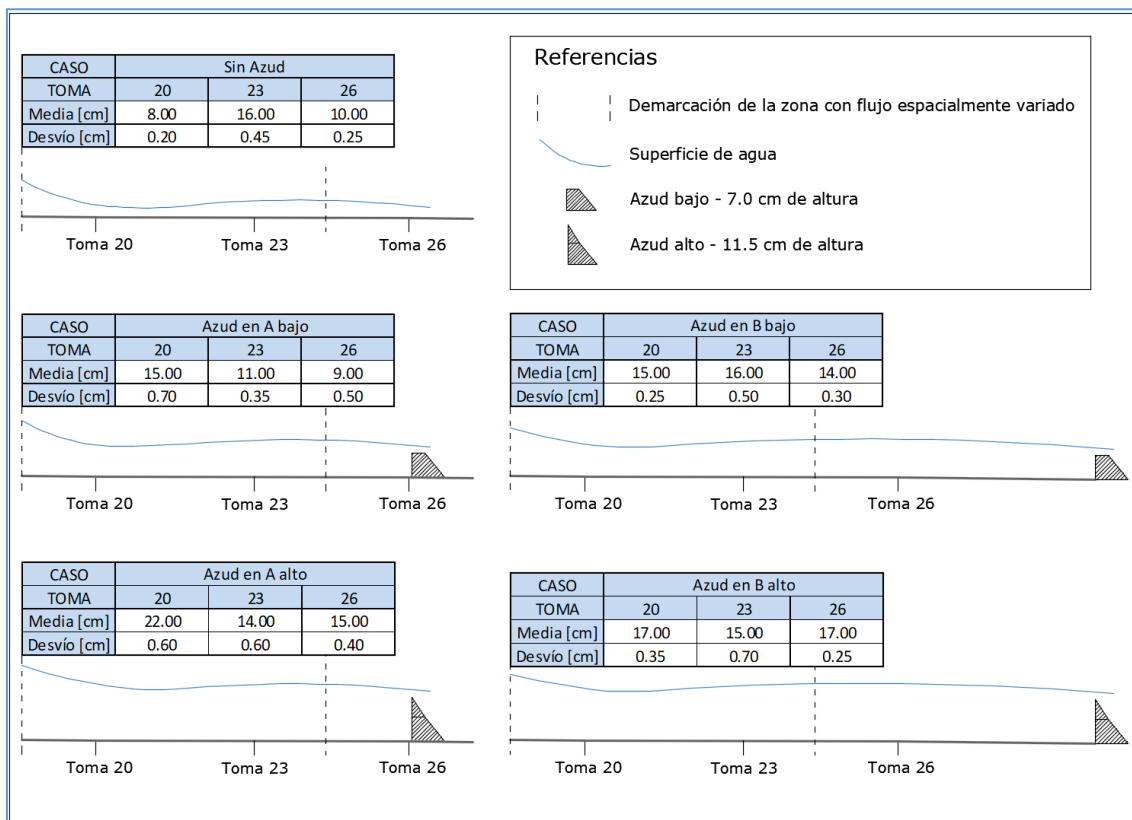 CASO Sin Azud
TOMA 20 23 26
Media [cm] 8.00 16.00 10.00
Desvío [cm] 0.20 0.45 0.25
Toma 20 Toma 23 Toma 26
Referencias
Demarcación de la zona con flujo espacialmente variado
Superficie de agua
Azud bajo - 7.0 cm de altura
Azud alto - 11.5 cm de altura
CASO Azud en A bajo
TOMA 20 23 26
Media [cm] 15.00 11.00 9.00
Desvío [cm] 0.70 0.35 0.50
Toma 20 Toma 23 Toma 26
CASO Azud en B bajo
TOMA 20 23 26
Media [cm] 15.00 16.00 14.00
Desvío [cm] 0.25 0.50 0.30
Toma 20 Toma 23 Toma 26
CASO Azud en A alto
TOMA 20 23 26
Media [cm] 22.00 14.00 15.00
Desvío [cm] 0.60 0.60 0.40
Toma 20 Toma 23 Toma 26
CASO Azud en B alto
TOMA 20 23 26
Media [cm] 17.00 15.00 17.00
Desvío [cm] 0.35 0.70 0.25
Toma 20 Toma 23 Toma 26